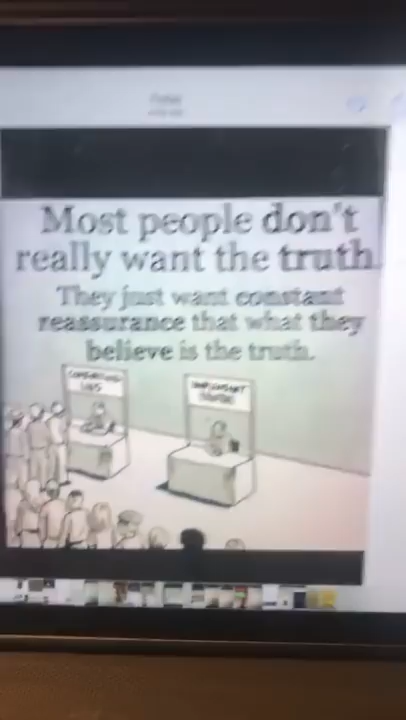 Most people don't
really want the truth.
They just want constant
reassurance that what they
believe is the truth.
LIES